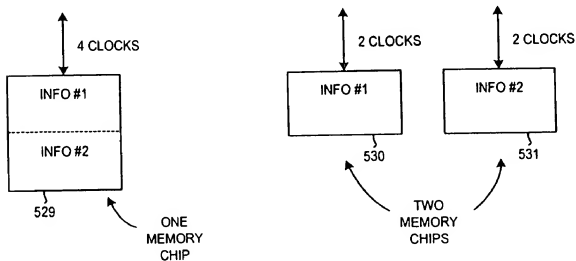 4 CLOCKS
INFO #1
INFO #2
529
ONE
MEMORY
CHIP
2 CLOCKS
INFO #1
530
2 CLOCKS
INFO #2
531
TWO
MEMORY
CHIPS